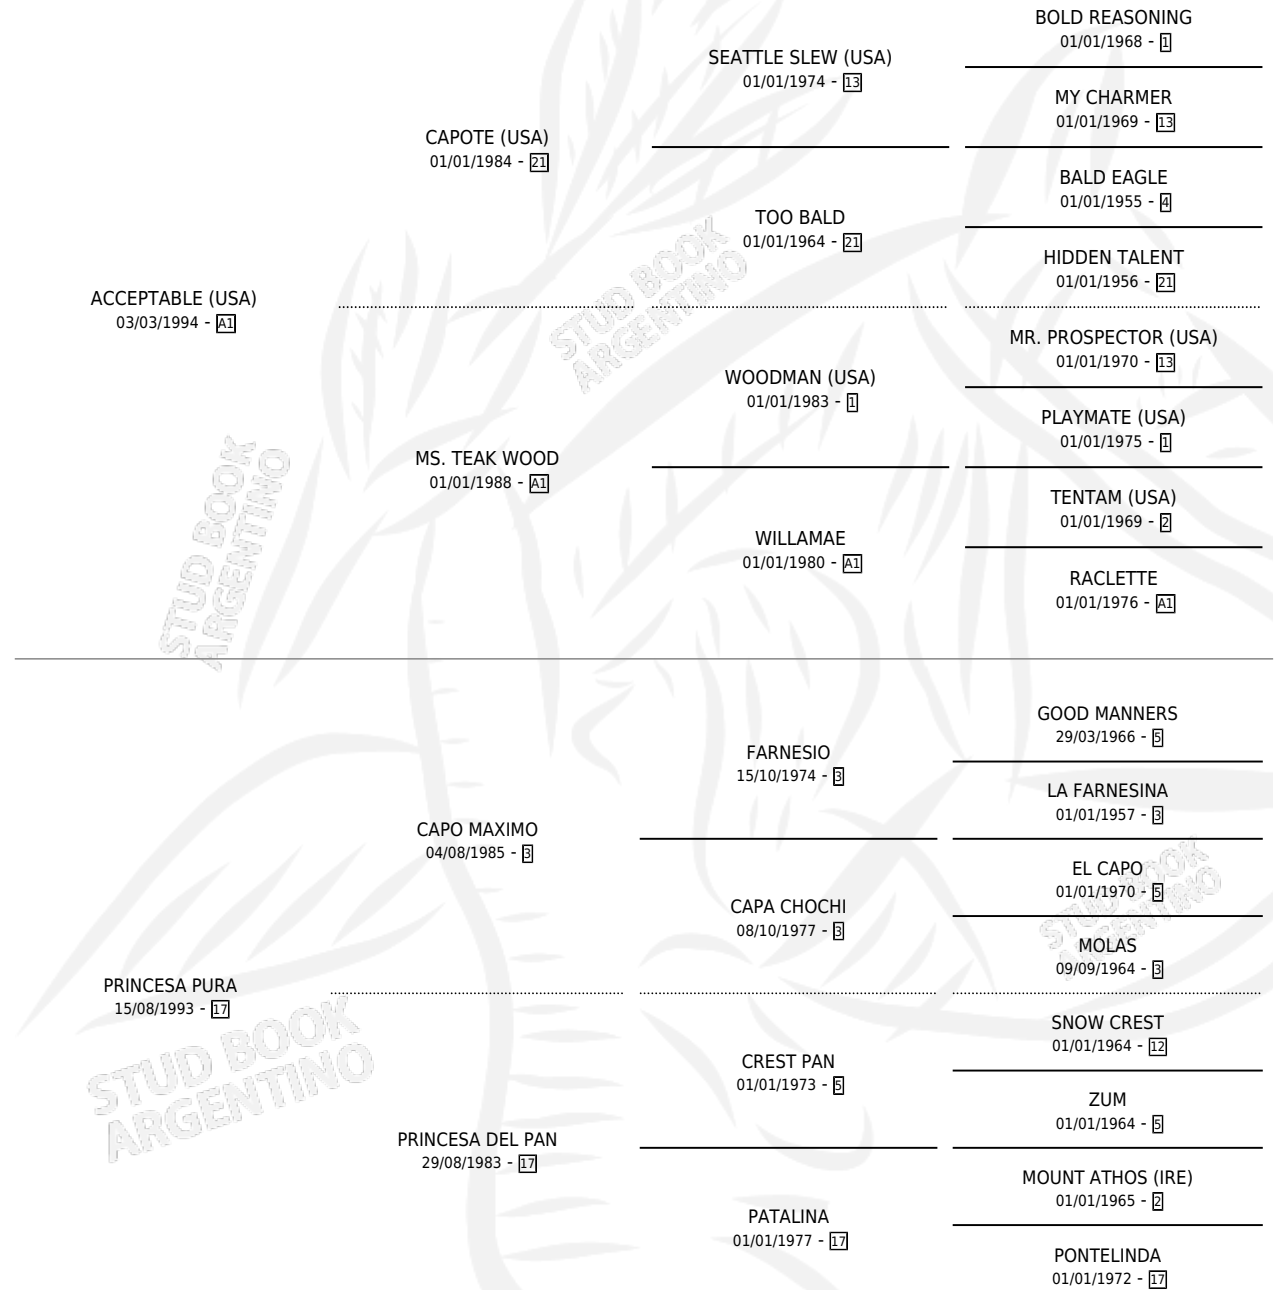 BOLD REASONING
01/01/1968 - 1
SEATTLE SLEW (USA)
01/01/1974 - 13
MY CHARMER
01/01/1969 - 13
CAPOTE (USA)
01/01/1984 - 21
BALD EAGLE
01/01/1955 - 4
TOO BALD
01/01/1964 - 21
HIDDEN TALENT
01/01/1956 - 21
ACCEPTABLE (USA)
03/03/1994 - A1
STUD BOOK
ARGENTINO
MR. PROSPECTOR (USA)
01/01/1970 - 13
WOODMAN (USA)
01/01/1983 - 1
PLAYMATE (USA)
01/01/1975 - 1
MS. TEAK WOOD
01/01/1988 - A1
TENTAM (USA)
01/01/1969 - 2
WILLAMAE
01/01/1980 - A1
RACLETTE
01/01/1976 - A1
STUD BOOK
ARGENTINO
GOOD MANNERS
29/03/1966 - 5
FARNESIO
15/10/1974 - 3
LA FARNESINA
01/01/1957 - 3
CAPO MAXIMO
04/08/1985 - 3
EL CAPO
01/01/1970 - 5
CAPA CHOCHI
08/10/1977 - 3
STUD BOOK
ARGENTINO
MOLAS
09/09/1964 - 3
PRINCESA PURA
15/08/1993 - 17
SNOW CREST
01/01/1964 - 12
CREST PAN
01/01/1973 - 5
ZUM
01/01/1964 - 5
STUD BOOK
ARGENTINO
PRINCESA DEL PAN
29/08/1983 - 17
MOUNT ATHOS (IRE)
01/01/1965 - 2
PATALINA
01/01/1977 - 17
PONTELINDA
01/01/1972 - 17